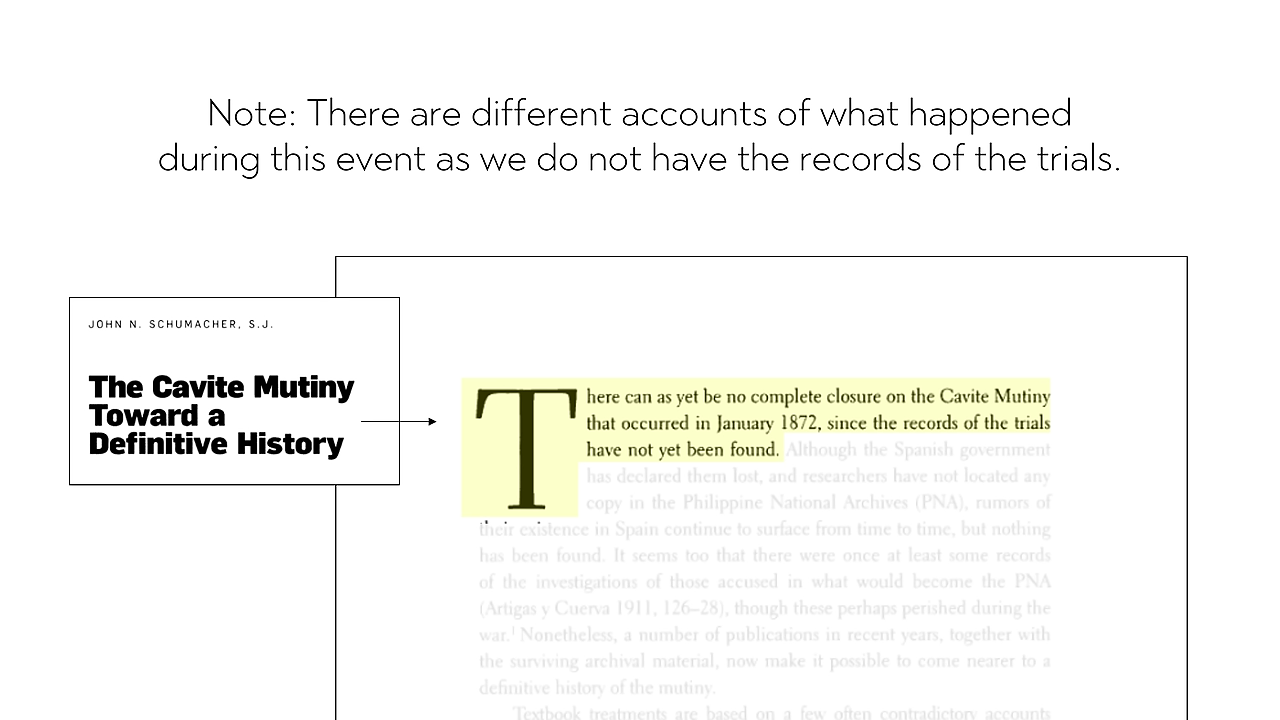 Note: There are different accounts of what happened
during this event as we do not have the records of the trials.
JOHN N. SCHUMACHER, S.J.
The Cavite Mutiny
Toward a
Definitive History
There can as yet be no complete closure on the Cavite Mutiny
that occurred in January 1872, since the records of the trials
have not yet been found. Although the Spanish government
has declared them lost, and researchers have not located any
copy in the Philippine National Archives (PNA), rumors of
their existence in Spain continue to surface from time to time, but nothing
has been found. It seems too that there were once at least some records
of the investigations of those accused in what would become the PNA
(Artigas y Cuerva 1911, 126–28), though these perhaps perished during the
war.¹ Nonetheless, a number of publications in recent years, together with
the surviving archival material, now make it possible to come nearer to a
definitive history of the mutiny.
Textbook treatments are based on a few often contradictory accounts